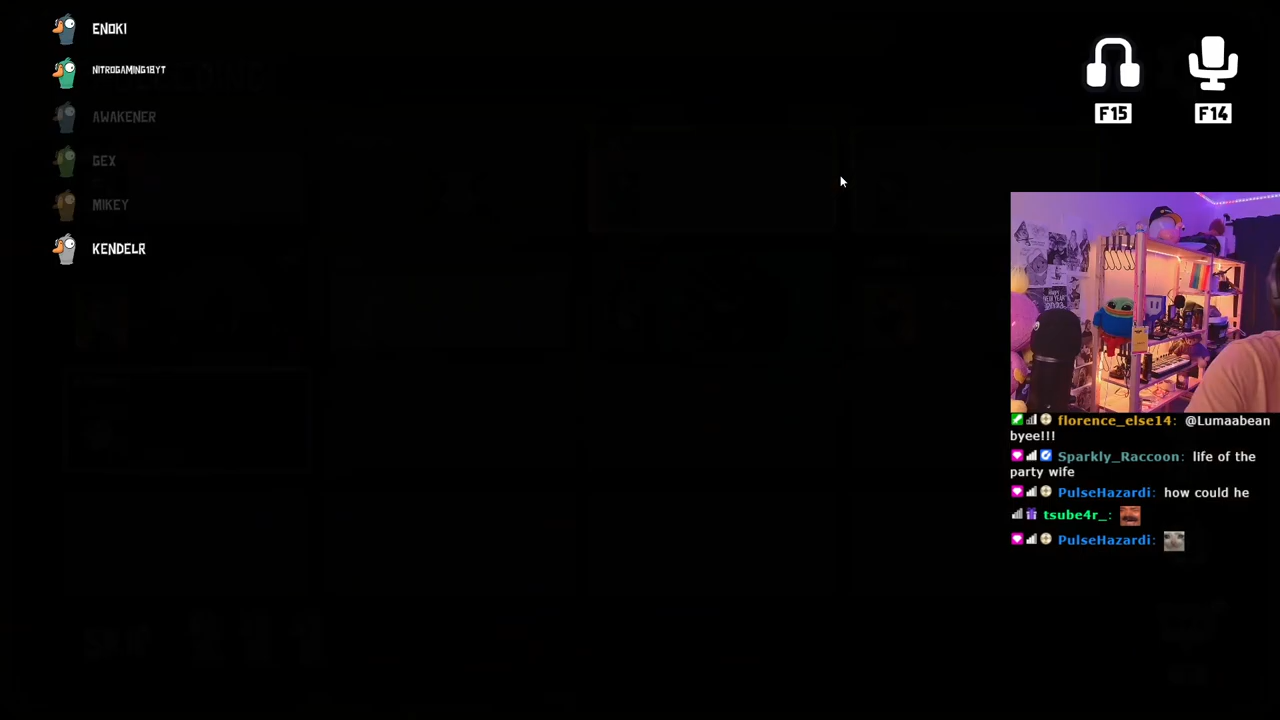 ENOKI
NITROGAMING18YT
AWAKENER
GEX
MIKEY
KENDELR
F15
F14
florence_else14: @Lumaabean
byee!!!
Sparkly_Raccoon: life of the
party wife
PulseHazardi: how could he
tsube4r_:
PulseHazardi: